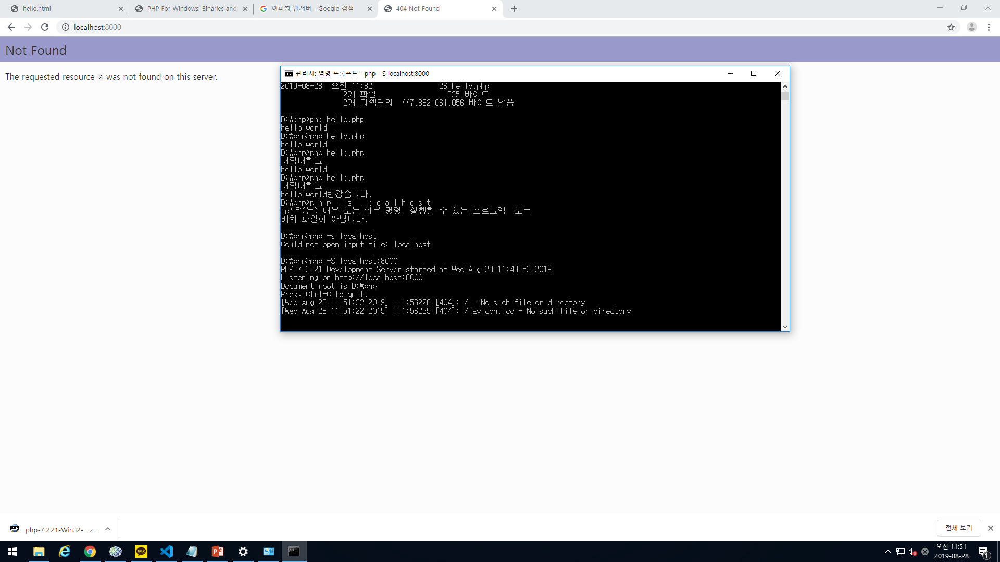 hello.html
PHP For Windows: Binaries and
아파치 웹서버 - Google 검색
404 Not Found
localhost:8000
Not Found
The requested resource / was not found on this server.
관리자: 명령 프롬프트 - php  -S localhost:8000
2019-08-28  오전 11:32                26 hello.php
2개 파일                 325 바이트
2개 디렉터리  447,382,061,056 바이트 남음
D:\php>php hello.php
hello world
D:\php>php hello.php
hello world
D:\php>php hello.php
대림대학교
hello world
D:\php>php hello.php
대림대학교
hello world반갑습니다.
D:\php>p h p  - s  l o c a l h o s t
'p'은(는) 내부 또는 외부 명령, 실행할 수 있는 프로그램, 또는
배치 파일이 아닙니다.
D:\php>php -s localhost
Could not open input file: localhost
D:\php>php -S localhost:8000
PHP 7.2.21 Development Server started at Wed Aug 28 11:48:53 2019
Listening on http://localhost:8000
Document root is D:\php
Press Ctrl-C to quit.
[Wed Aug 28 11:51:22 2019] ::1:56228 [404]: / - No such file or directory
[Wed Aug 28 11:51:22 2019] ::1:56229 [404]: /favicon.ico - No such file or directory
ZIP
php-7.2.21-Win32-....z...
전체 보기
TALK
오전 11:51
2019-08-28
1